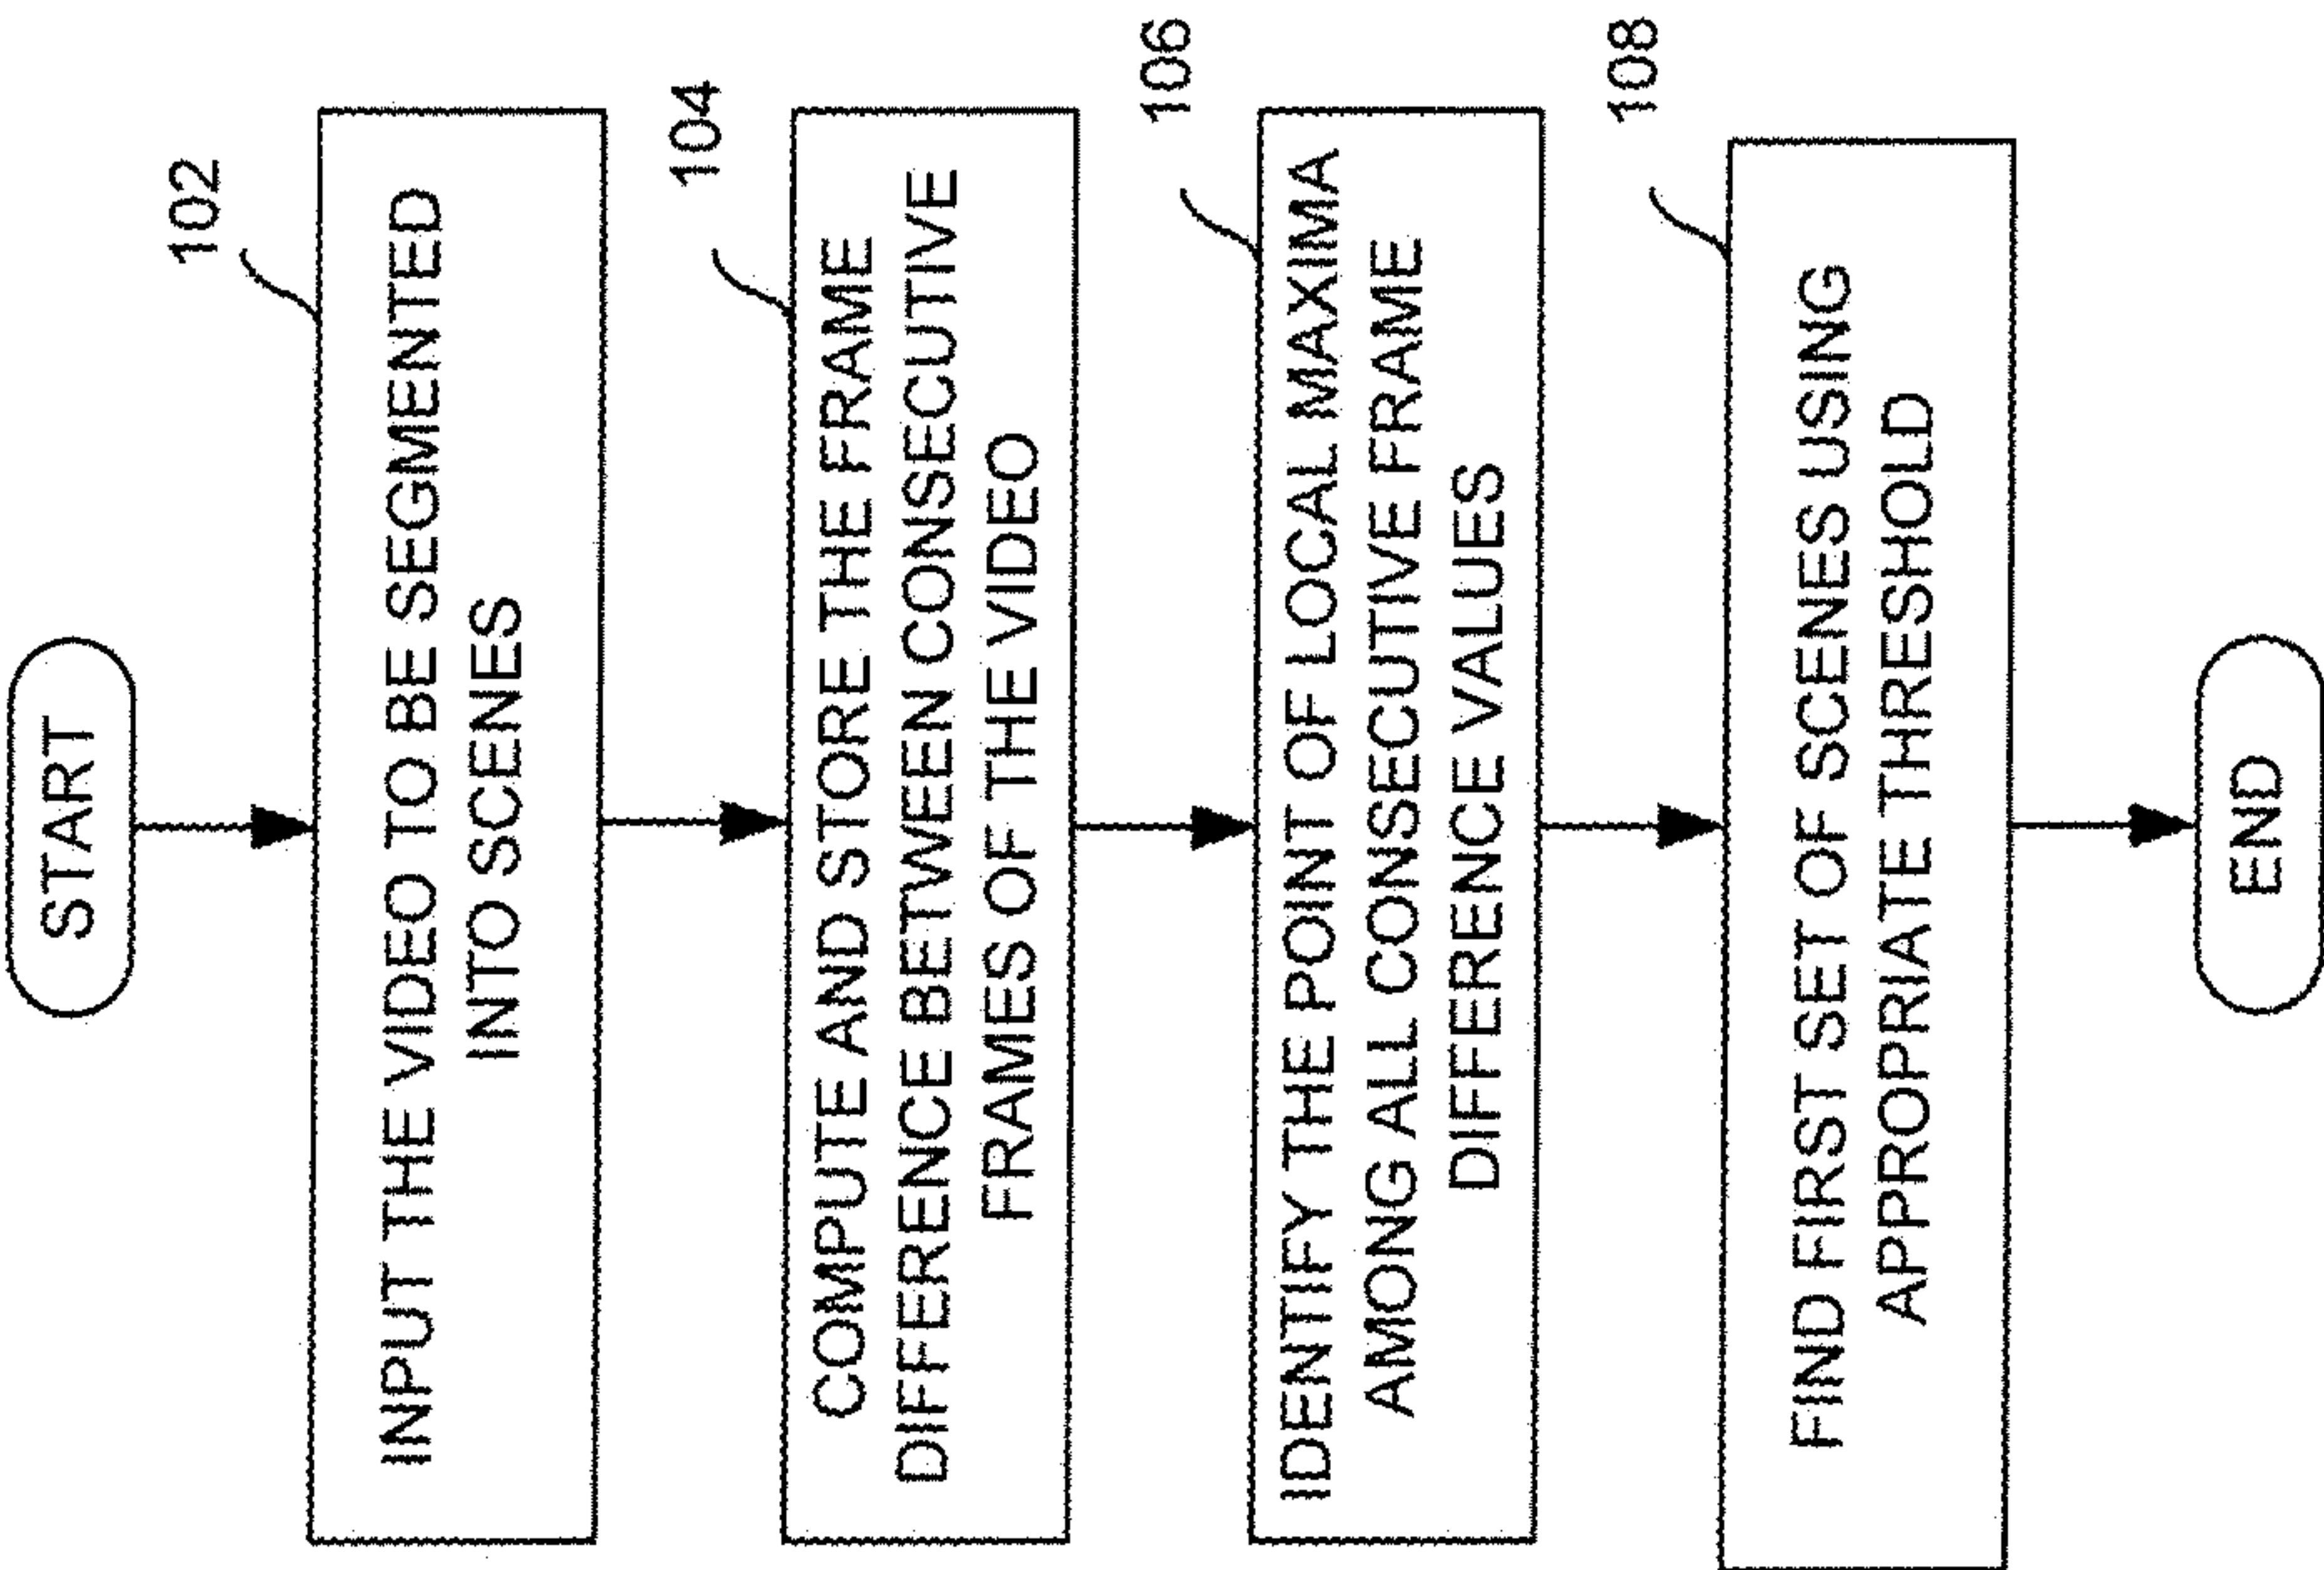 START
102
INPUT THE VIDEO TO BE SEGMENTED
INTO SCENES
104
COMPUTE AND STORE THE FRAME
DIFFERENCE BETWEEN CONSECUTIVE
FRAMES OF THE VIDEO
106
IDENTIFY THE POINT OF LOCAL MAXIMA
AMONG ALL CONSECUTIVE FRAME
DIFFERENCE VALUES
108
FIND FIRST SET OF SCENES USING
APPROPRIATE THRESHOLD
END